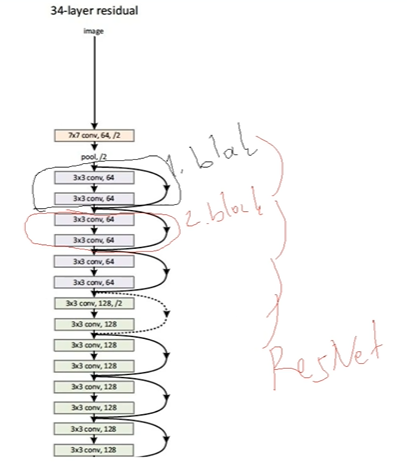 34-layer residual
image
7x7 conv, 64, /2
pool, /2
1. blok
3x3 conv, 64
3x3 conv, 64
3x3 conv, 64
2. block
3x3 conv, 64
3x3 conv, 64
3x3 conv, 64
3x3 conv, 128, /2
3x3 conv, 128
3x3 conv, 128
ResNet
3x3 conv, 128
3x3 conv, 128
3x3 conv, 128
3x3 conv, 128
3x3 conv, 128